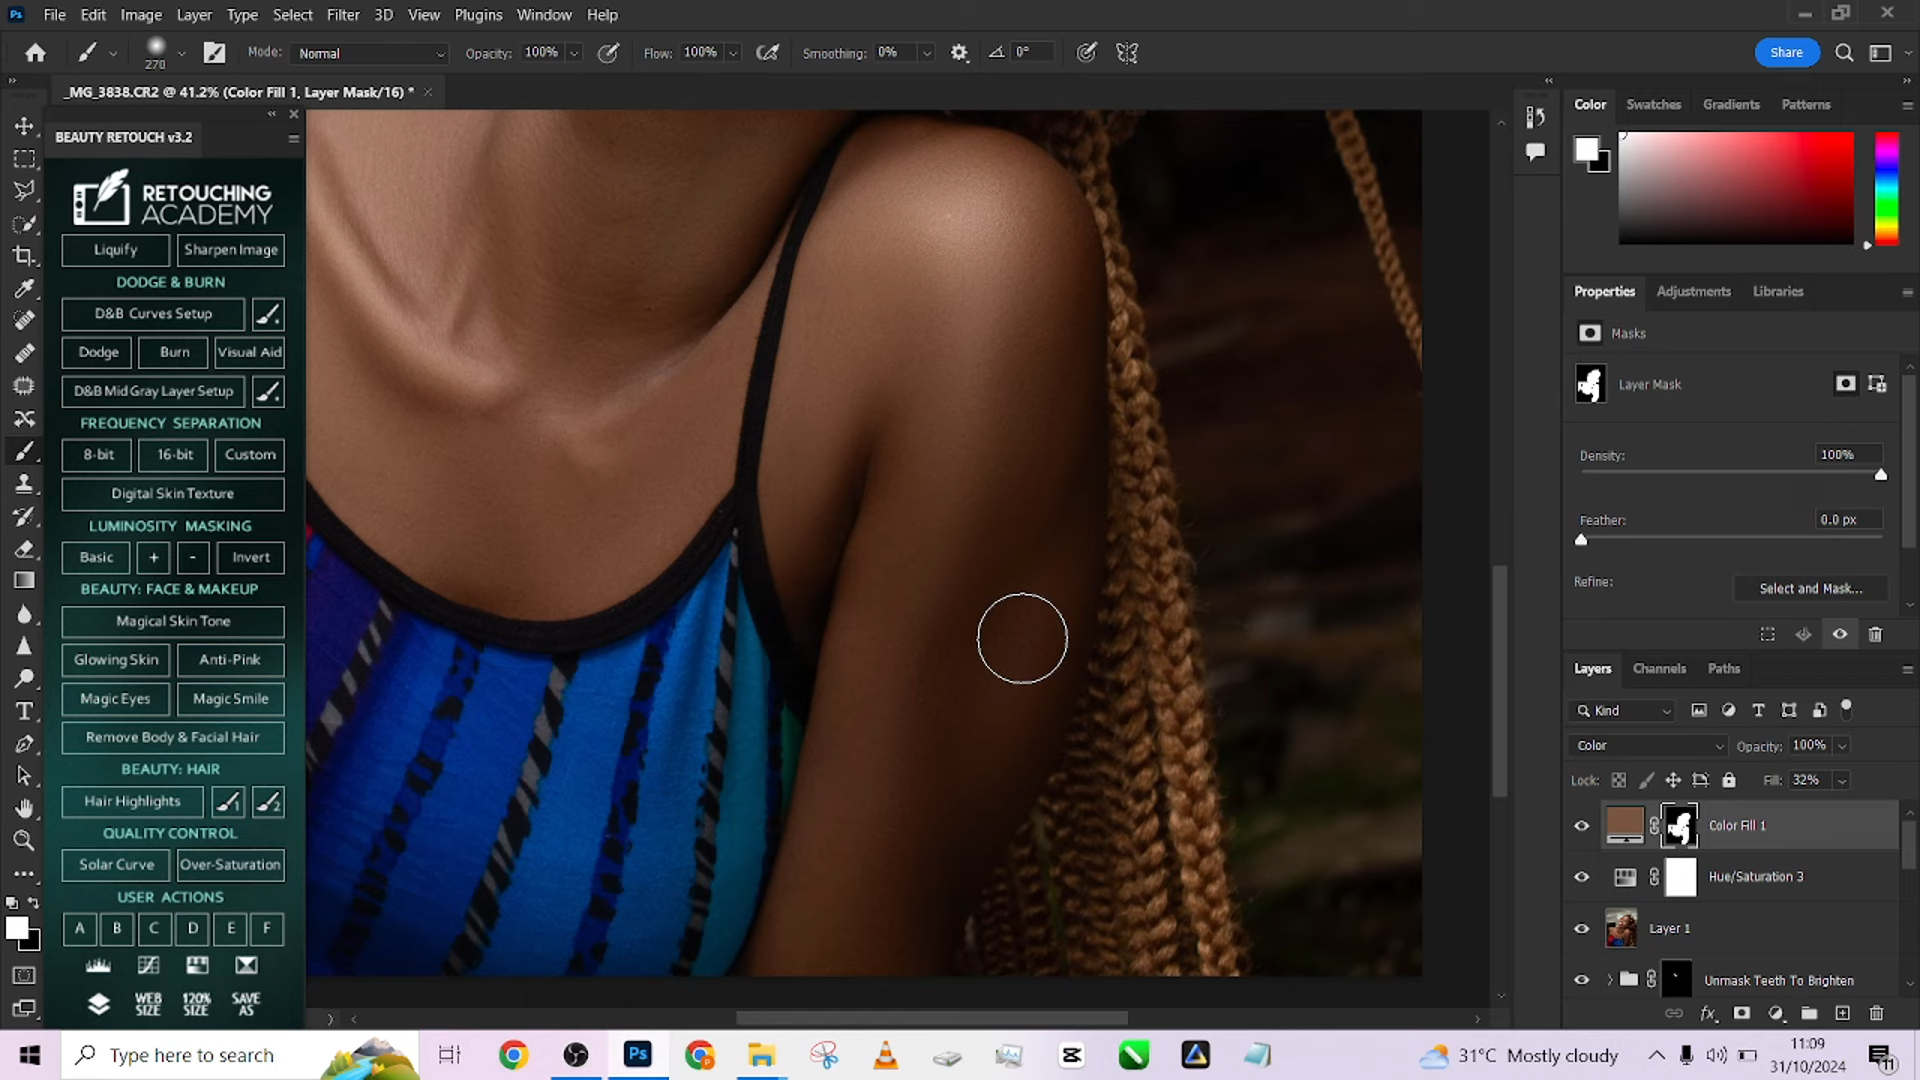 File Edit Image Layer Type Select Filter 3D View Plugins Window Help
270 Mode: Normal Opacity: 100% Flow: 100% Smoothing: 0% 0° Share
_MG_3838.CR2 @ 41.2% (Color Fill 1, Layer Mask/16) *
BEAUTY RETOUCH v3.2
RETOUCHING
ACADEMY
Liquify Sharpen Image
DODGE & BURN
D&B Curves Setup
Dodge Burn Visual Aid
D&B Mid Gray Layer Setup
FREQUENCY SEPARATION
8-bit 16-bit Custom
Digital Skin Texture
LUMINOSITY MASKING
Basic + - Invert
BEAUTY: FACE & MAKEUP
Magical Skin Tone
Glowing Skin Anti-Pink
Magic Eyes Magic Smile
Remove Body & Facial Hair
BEAUTY: HAIR
Hair Highlights 1 2
QUALITY CONTROL
Solar Curve Over-Saturation
USER ACTIONS
A B C D E F
WEB SIZE 120% SIZE SAVE AS
Color Swatches Gradients Patterns
Properties Adjustments Libraries
Masks
Layer Mask
Density: 100%
Feather: 0.0 px
Refine: Select and Mask...
Layers Channels Paths
Kind
Color Opacity: 100%
Lock: Fill: 32%
Color Fill 1
Hue/Saturation 3
Layer 1
Unmask Teeth To Brighten
fx
Type here to search
31°C Mostly cloudy
11:09
31/10/2024
11